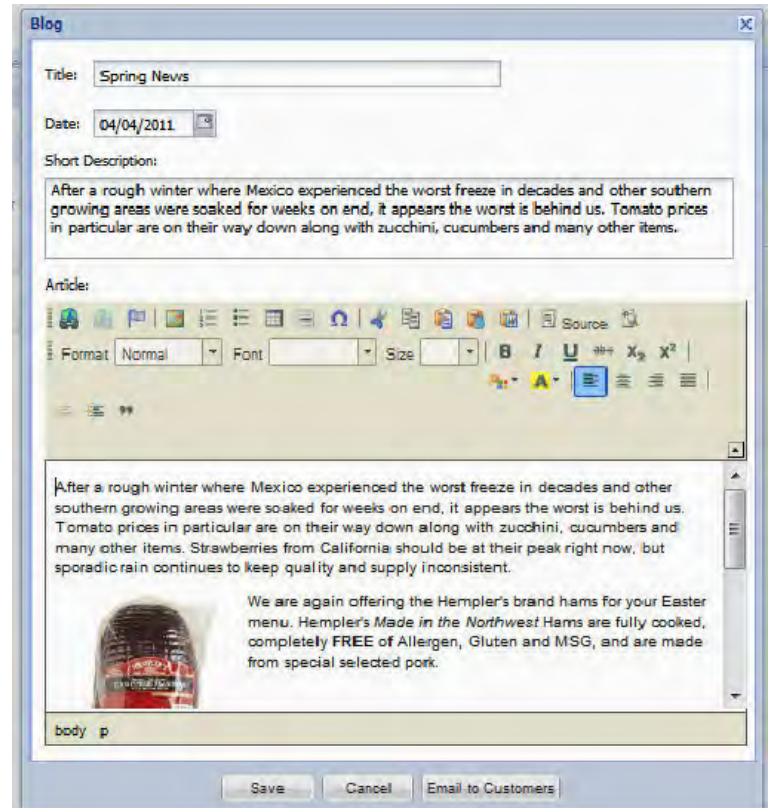 Blog
Title: Spring News
Date: 04/04/2011
Short Description:
After a rough winter where Mexico experienced the worst freeze in decades and other southern
growing areas were soaked for weeks on end, it appears the worst is behind us. Tomato prices
in particular are on their way down along with zucchini, cucumbers and many other items.
Article:
Source
Format Normal Font Size B I U abc X₂ X²
A
After a rough winter where Mexico experienced the worst freeze in decades and other
southern growing areas were soaked for weeks on end, it appears the worst is behind us.
Tomato prices in particular are on their way down along with zucchini, cucumbers and
many other items. Strawberries from California should be at their peak right now, but
sporadic rain continues to keep quality and supply inconsistent.
We are again offering the Hempler's brand hams for your Easter
menu. Hempler's Made in the Northwest Hams are fully cooked,
completely FREE of Allergen, Gluten and MSG, and are made
from special selected pork.
body p
Save Cancel Email to Customers